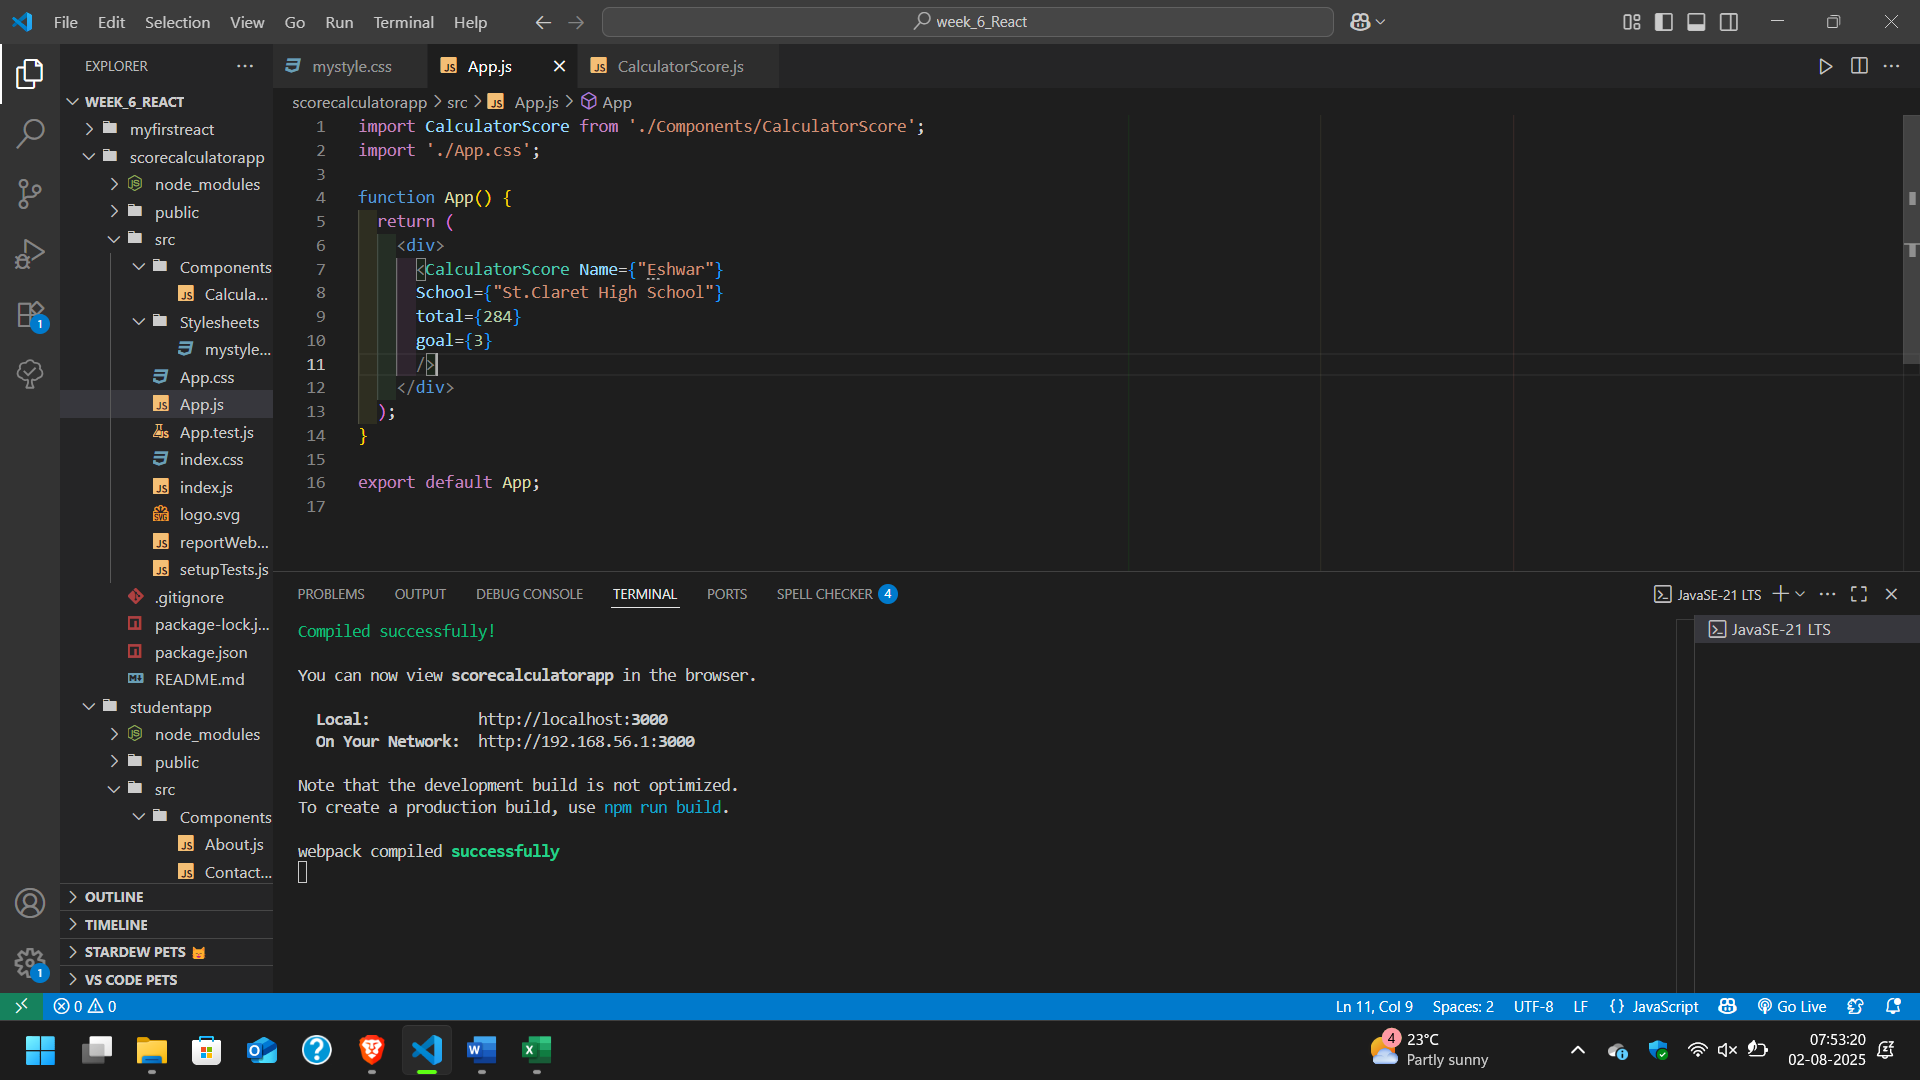 File Edit Selection View Go Run Terminal Help
week_6_React
EXPLORER
mystyle.css
App.js
CalculatorScore.js
scorecalculatorapp > src > App.js > App
WEEK_6_REACT
myfirstreact
scorecalculatorapp
node_modules
public
src
Components
Calcula...
Stylesheets
mystyle...
App.css
App.js
App.test.js
index.css
index.js
logo.svg
reportWeb...
setupTests.js
.gitignore
package-lock.j...
package.json
README.md
studentapp
node_modules
public
src
Components
About.js
Contact...
OUTLINE
TIMELINE
STARDEW PETS
VS CODE PETS
1 import CalculatorScore from './Components/CalculatorScore';
2 import './App.css';
3
4 function App() {
5 return (
6 <div>
7 <CalculatorScore Name={"Eshwar"}
8 School={"St.Claret High School"}
9 total={284}
10 goal={3}
11 />
12 </div>
13 );
14 }
15
16 export default App;
17
PROBLEMS OUTPUT DEBUG CONSOLE TERMINAL PORTS SPELL CHECKER 4
JavaSE-21 LTS
JavaSE-21 LTS
Compiled successfully!
You can now view scorecalculatorapp in the browser.
Local: http://localhost:3000
On Your Network: http://192.168.56.1:3000
Note that the development build is not optimized.
To create a production build, use npm run build.
webpack compiled successfully
1
1
0 0
Ln 11, Col 9 Spaces: 2 UTF-8 LF {} JavaScript Go Live
4
23°C
Partly sunny
07:53:20
02-08-2025